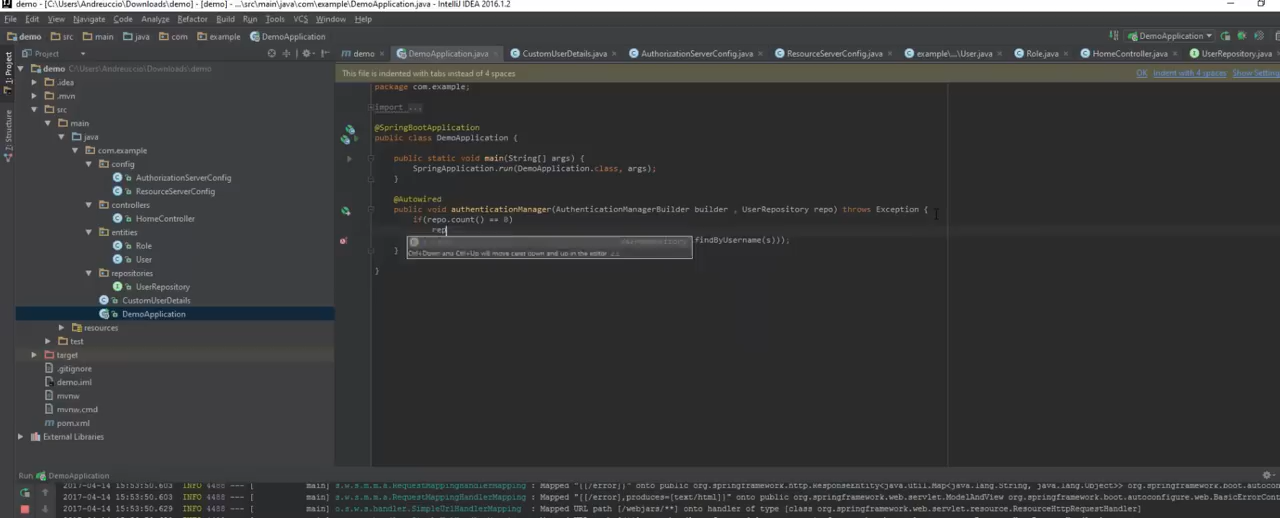 demo - [C:\Users\Andreuccio\Downloads\demo] - [demo] - ...\src\main\java\com\example\DemoApplication.java - IntelliJ IDEA 2016.1.2
File Edit View Navigate Code Analyze Refactor Build Run Tools VCS Window Help
demo src main java com example DemoApplication DemoApplication
Project demo DemoApplication.java CustomUserDetails.java AuthorizationServerConfig.java ResourceServerConfig.java example\...\User.java Role.java HomeController.java UserRepository.java
1: Project
7: Structure
demo C:\Users\Andreuccio\Downloads\demo
.idea
.mvn
src
main
java
com.example
config
AuthorizationServerConfig
ResourceServerConfig
controllers
HomeController
entities
Role
User
repositories
UserRepository
CustomUserDetails
DemoApplication
resources
test
target
.gitignore
demo.iml
mvnw
mvnw.cmd
pom.xml
External Libraries
This file is indented with tabs instead of 4 spaces OK Indent with 4 spaces Show Setting
package com.example;
import ...
@SpringBootApplication
public class DemoApplication {
public static void main(String[] args) {
SpringApplication.run(DemoApplication.class, args);
}
@Autowired
public void authenticationManager(AuthenticationManagerBuilder builder , UserRepository repo) throws Exception {
if(repo.count() == 0)
rep
findByUsername(s)));
Ctrl+Down and Ctrl+Up will move caret down and up in the editor
}
}
Run DemoApplication
2017-04-14 15:53:50.603 INFO 4488 --- [ main] s.w.s.m.m.a.RequestMappingHandlerMapping : Mapped "{[/error]}" onto public org.springframework.http.ResponseEntity<java.util.Map<java.lang.String, java.lang.Object>> org.springframework.boot.autoconf
2017-04-14 15:53:50.603 INFO 4488 --- [ main] s.w.s.m.m.a.RequestMappingHandlerMapping : Mapped "{[/error],produces=[text/html]}" onto public org.springframework.web.servlet.ModelAndView org.springframework.boot.autoconfigure.web.BasicErrorCont
2017-04-14 15:53:50.629 INFO 4488 --- [ main] o.s.w.s.handler.SimpleUrlHandlerMapping : Mapped URL path [/webjars/**] onto handler of type [class org.springframework.web.servlet.resource.ResourceHttpRequestHandler]